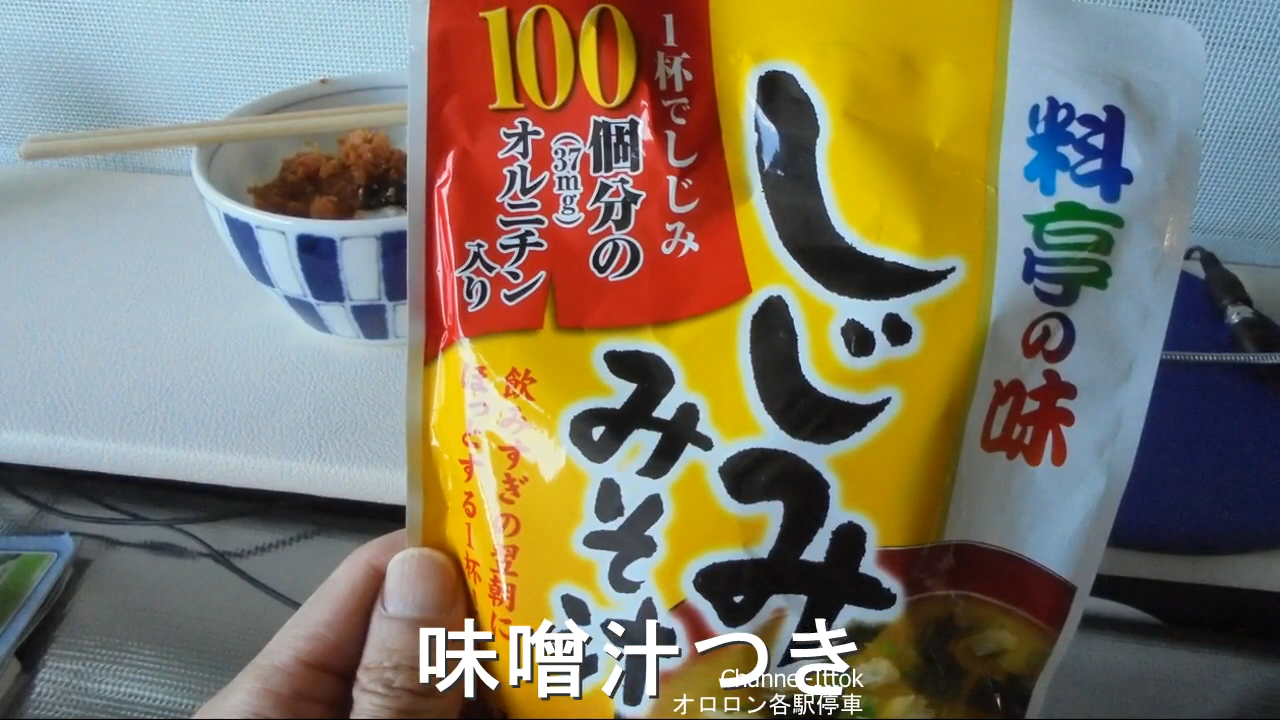 料亭の味
しじみ
みそ汁
1杯でしじみ
100
個分の
(37mg)
オルニチン
入り
飲みすぎの翌朝に
ほっとする1杯
味噌汁つき
Channel Ittok
オロロン各駅停車